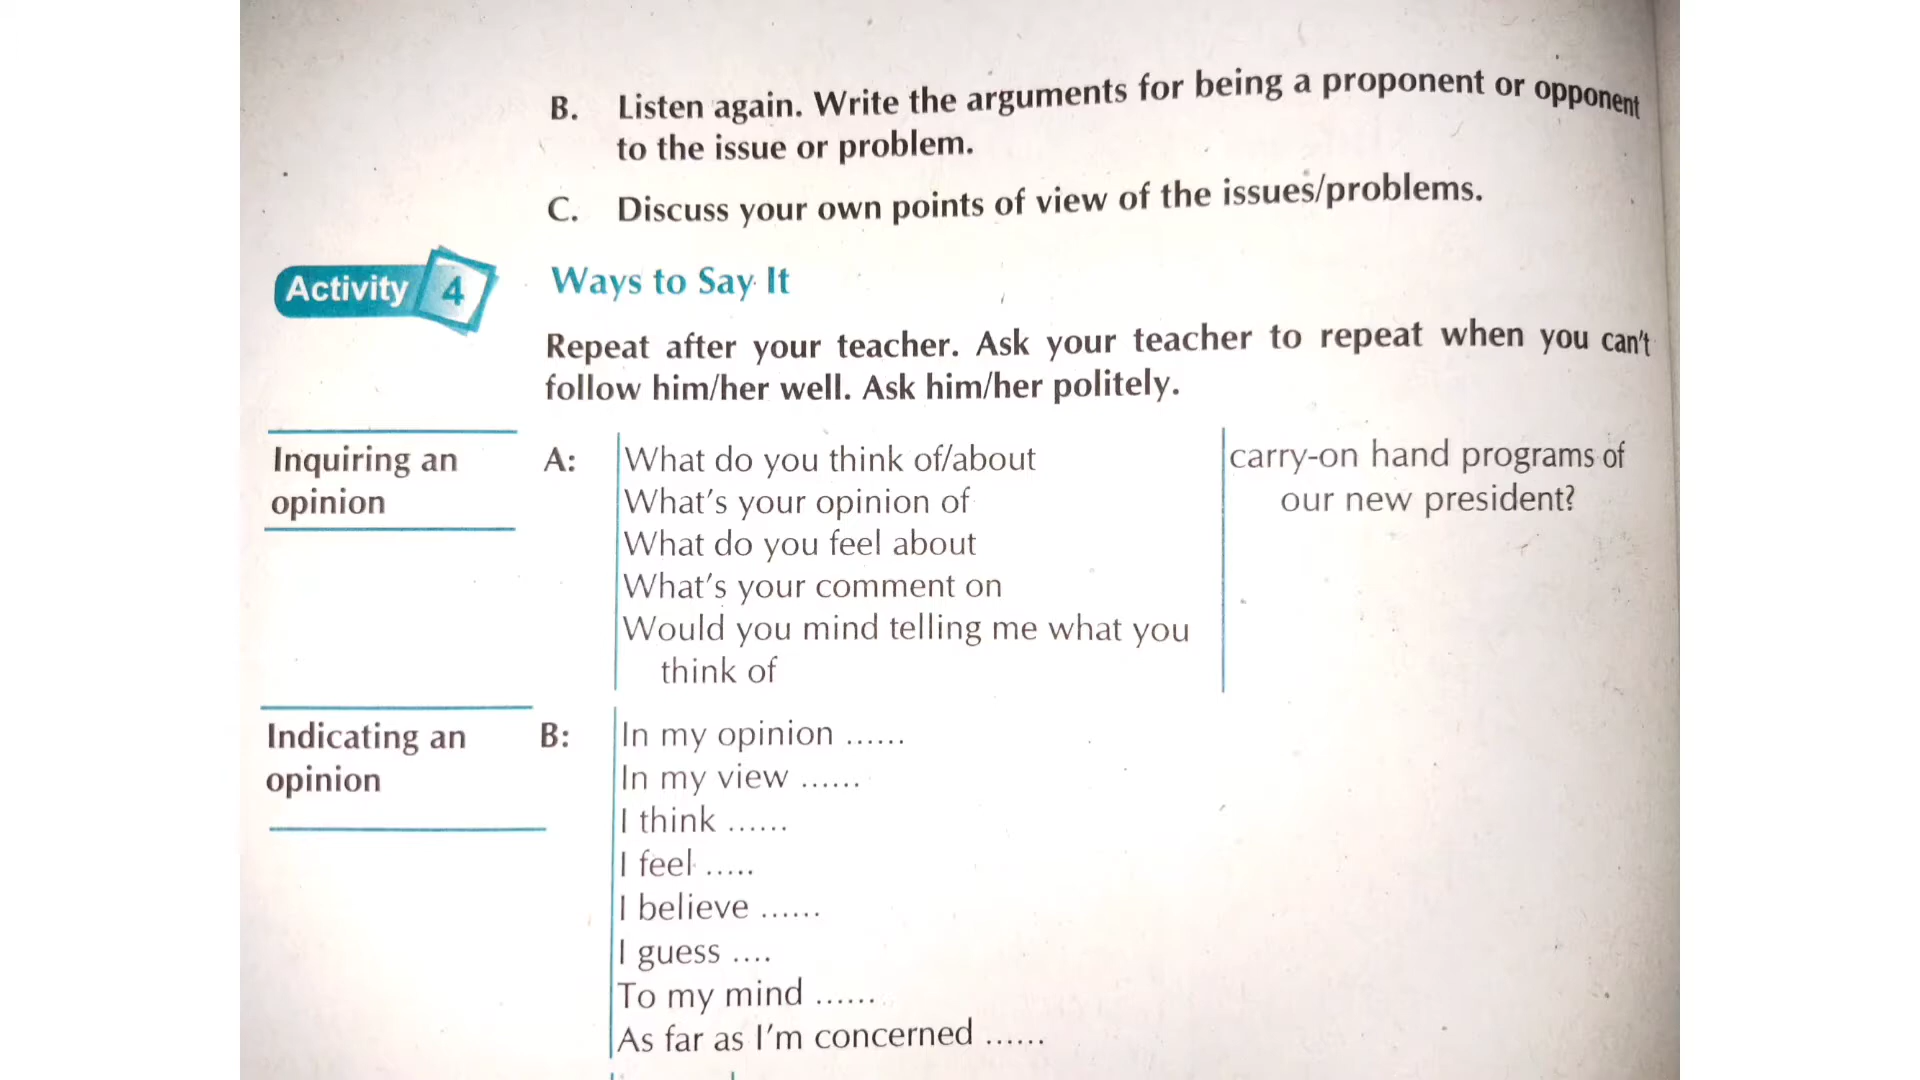 B. Listen again. Write the arguments for being a proponent or opponent
to the issue or problem.
C. Discuss your own points of view of the issues/problems.
Activity 4 Ways to Say It
Repeat after your teacher. Ask your teacher to repeat when you can't
follow him/her well. Ask him/her politely.
Inquiring an
opinion
A:
What do you think of/about
What's your opinion of
What do you feel about
What's your comment on
Would you mind telling me what you
think of
carry-on hand programs of
our new president?
Indicating an
opinion
B:
In my opinion ......
In my view ......
I think ......
I feel .....
I believe ......
I guess ....
To my mind ......
As far as I'm concerned ......